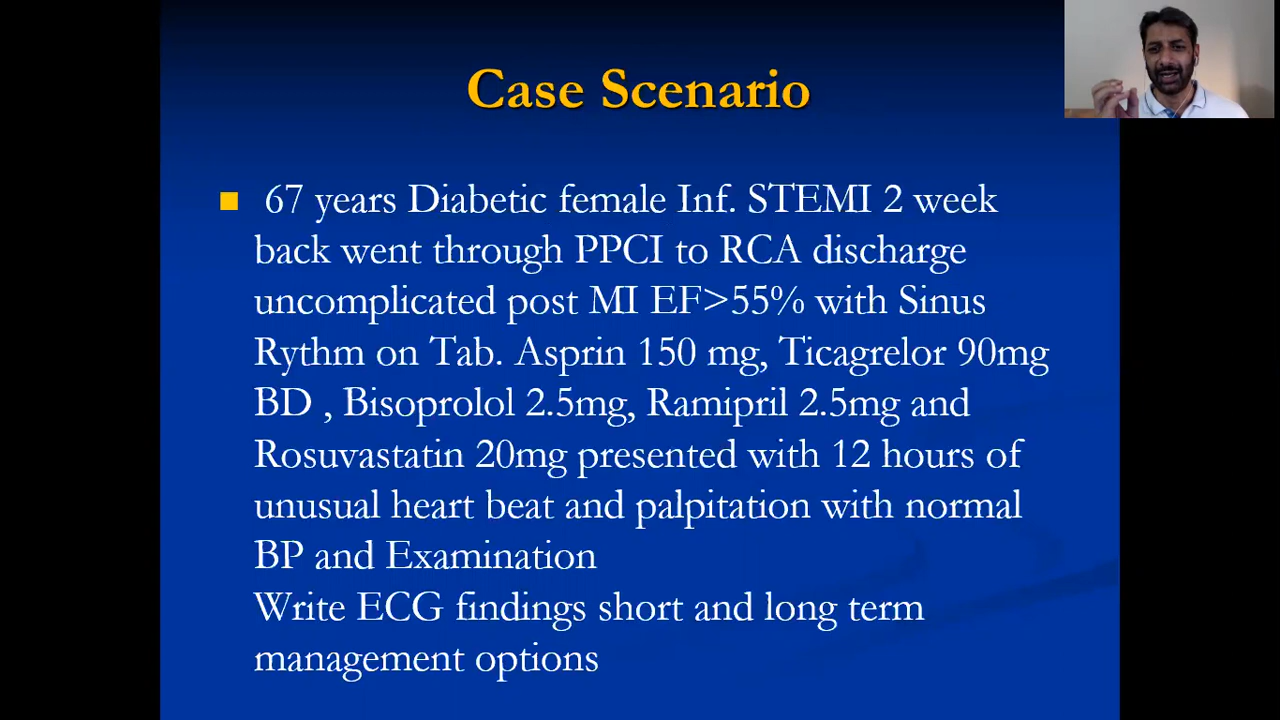 Case Scenario
67 years Diabetic female Inf. STEMI 2 week
back went through PPCI to RCA discharge
uncomplicated post MI EF>55% with Sinus
Rythm on Tab. Asprin 150 mg, Ticagrelor 90mg
BD , Bisoprolol 2.5mg, Ramipril 2.5mg and
Rosuvastatin 20mg presented with 12 hours of
unusual heart beat and palpitation with normal
BP and Examination
Write ECG findings short and long term
management options